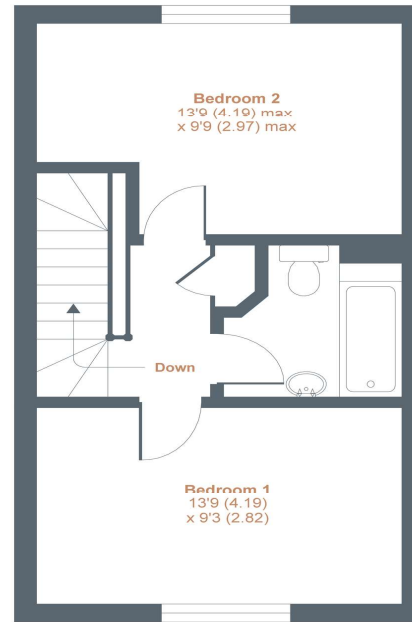 Bedroom 2
13'9 (4.19) max
x 9'9 (2.97) max
Down
Bedroom 1
13'9 (4.19)
x 9'3 (2.82)